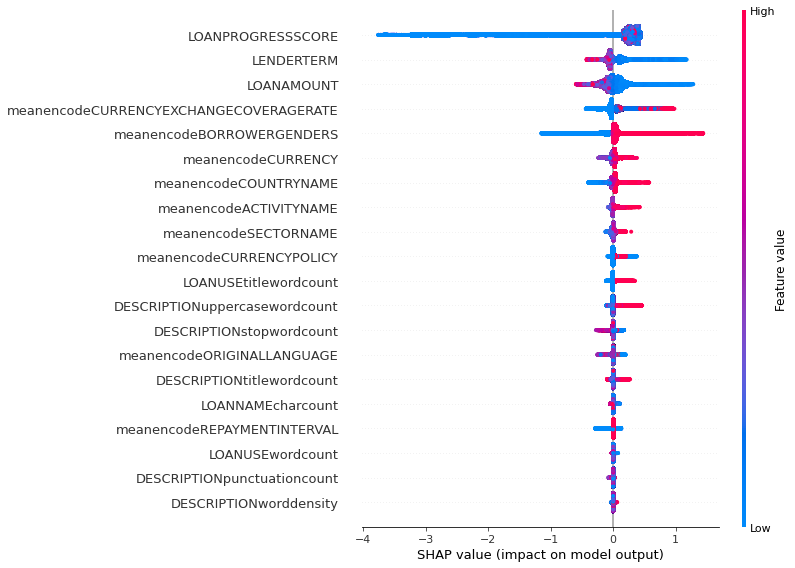 High
LOANPROGRESSSCORE
LENDERTERM
LOANAMOUNT
meanencodeCURRENCYEXCHANGECOVERAGERATE
meanencodeBORROWERGENDERS
meanencodeCURRENCY
meanencodeCOUNTRYNAME
meanencodeACTIVITYNAME
meanencodeSECTORNAME
meanencodeCURRENCYPOLICY
LOANUSEtitlewordcount
DESCRIPTIONuppercasewordcount
DESCRIPTIONstopwordcount
meanencodeORIGINALLANGUAGE
DESCRIPTIONtitlewordcount
LOANNAMEcharcount
meanencodeREPAYMENTINTERVAL
LOANUSEwordcount
DESCRIPTIONpunctuationcount
DESCRIPTIONworddensity
Feature value
Low
−4 −3 −2 −1 0 1
SHAP value (impact on model output)